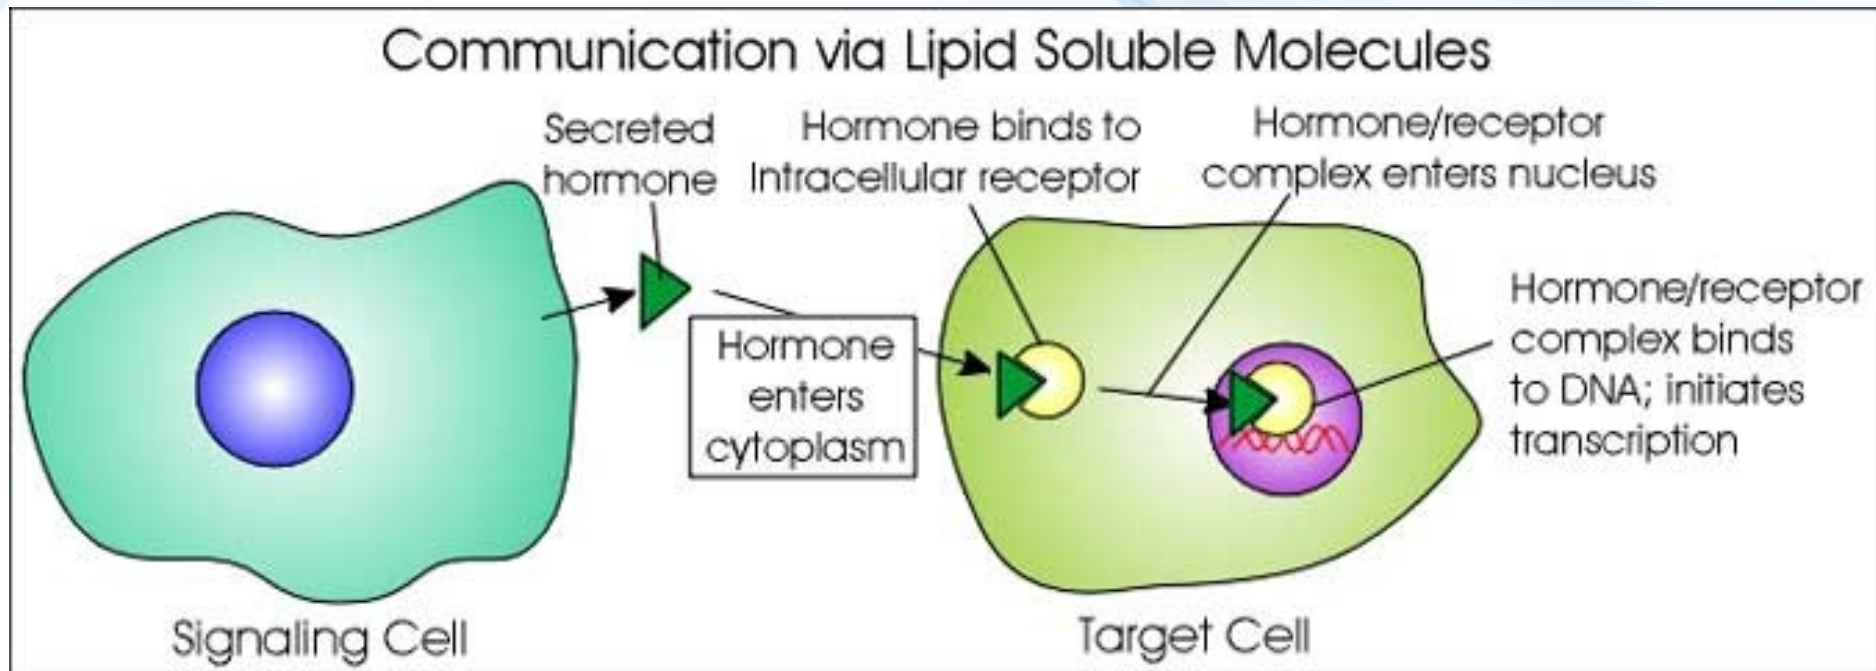 Communication via Lipid Soluble Molecules
Secreted
hormone
Hormone binds to
Intracellular receptor
Hormone/receptor
complex enters nucleus
Hormone
enters
cytoplasm
Hormone/receptor
complex binds
to DNA; initiates
transcription
Signaling Cell
Target Cell